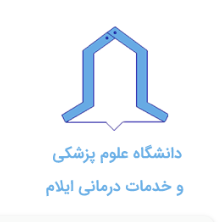 دانشگاه علوم پزشکی
و خدمات درمانی ایلام